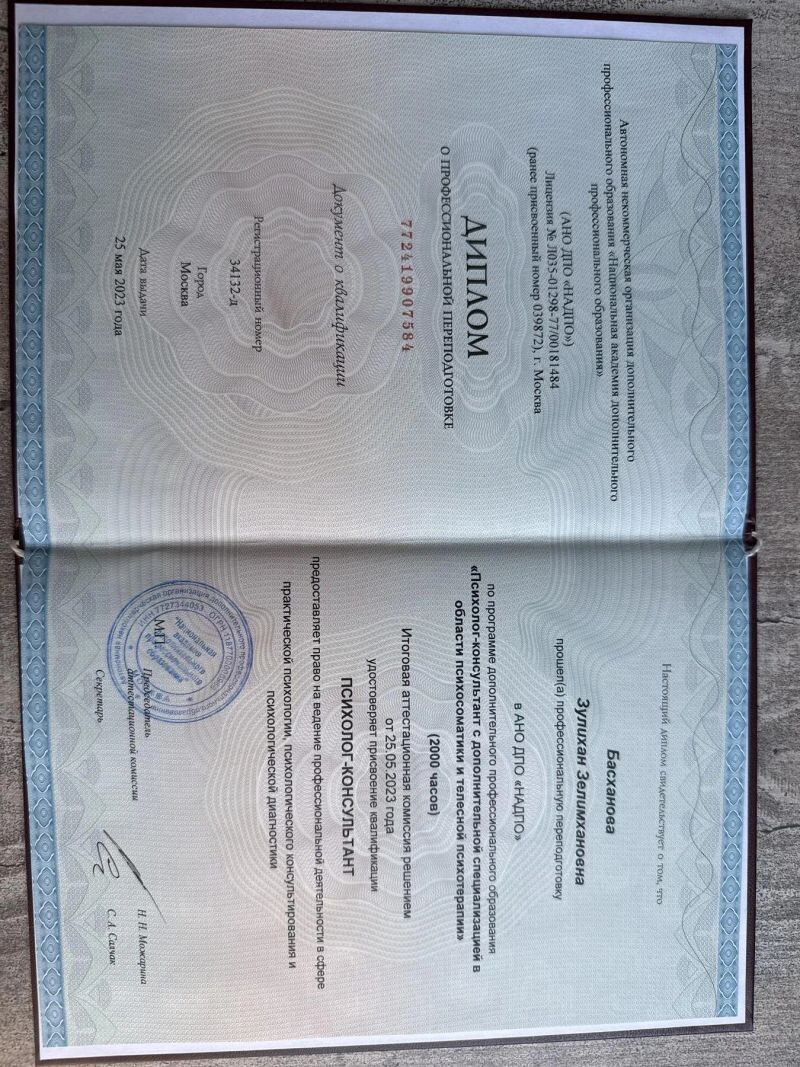 Автономная некоммерческая организация дополнительного
профессионального образования «Национальная академия дополнительного
профессионального образования»
(АНО ДПО «НАДПО»)
Лицензия № Л035-01298-77/00181484
(ранее присвоенный номер 039872), г. Москва
ДИПЛОМ
О ПРОФЕССИОНАЛЬНОЙ ПЕРЕПОДГОТОВКЕ
772419907584
Документ о квалификации
Регистрационный номер
34132-д
Город
Москва
Дата выдачи
25 мая 2023 года
Настоящий диплом свидетельствует о том, что
Басханова
Зулихан Зелимхановна
прошел(а) профессиональную переподготовку
в АНО ДПО «НАДПО»
по программе дополнительного профессионального образования
«Психолог-консультант с дополнительной специализацией в
области психосоматики и телесной психотерапии»
(2000 часов)
Итоговая аттестационная комиссия решением
от 25.05.2023 года
удостоверяет присвоение квалификации
ПСИХОЛОГ-КОНСУЛЬТАНТ
предоставляет право на ведение профессиональной деятельности в сфере
практической психологии, психологического консультирования и
психологической диагностики
М.П.
Председатель
аттестационной комиссии
Н. Н. Можарина
Секретарь
С. А. Салчак
ИНН 7727344053